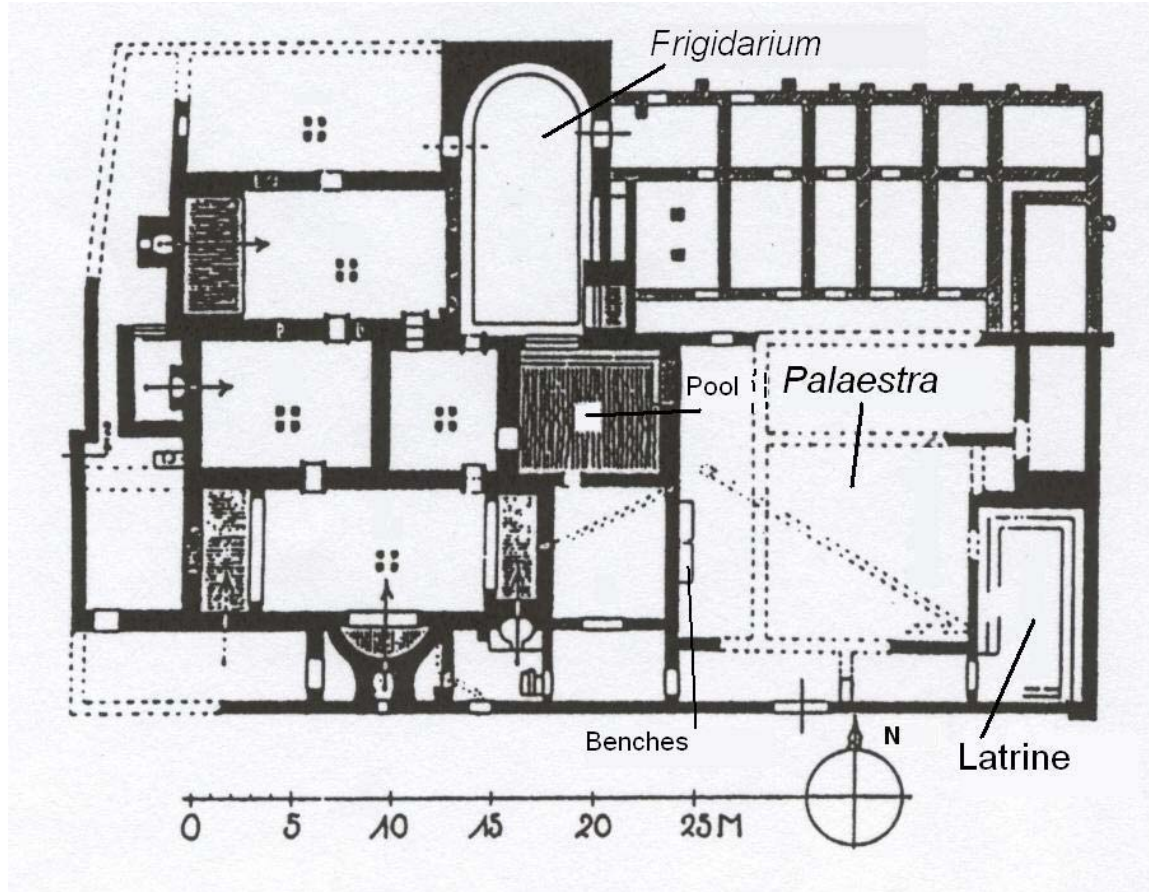 Frigidarium
Palaestra
Pool
N
Benches
Latrine
0 5 10 15 20 25 M